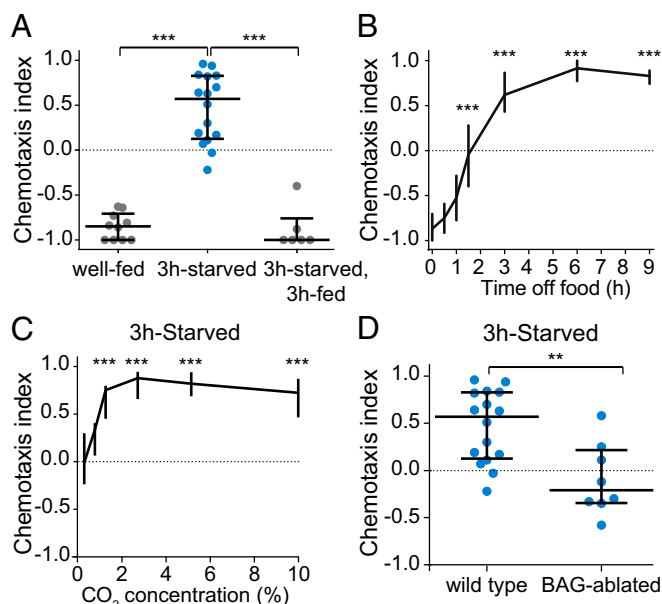 A
Chemotaxis index
1.0
0.5
0.0
-0.5
-1.0
*** ***
well-fed 3h-starved 3h-starved,
3h-fed
B
Chemotaxis index
1.0
0.5
0.0
-0.5
-1.0
*** *** *** ***
0 1 2 3 4 5 6 7 8 9
Time off food (h)
C
3h-Starved
Chemotaxis index
1.0
0.5
0.0
0.5
1.0
*** *** *** ***
0 2 4 6 8 10
CO2 concentration (%)
D
3h-Starved
Chemotaxis index
1.0
0.5
0.0
-0.5
-1.0
**
wild type BAG-ablated